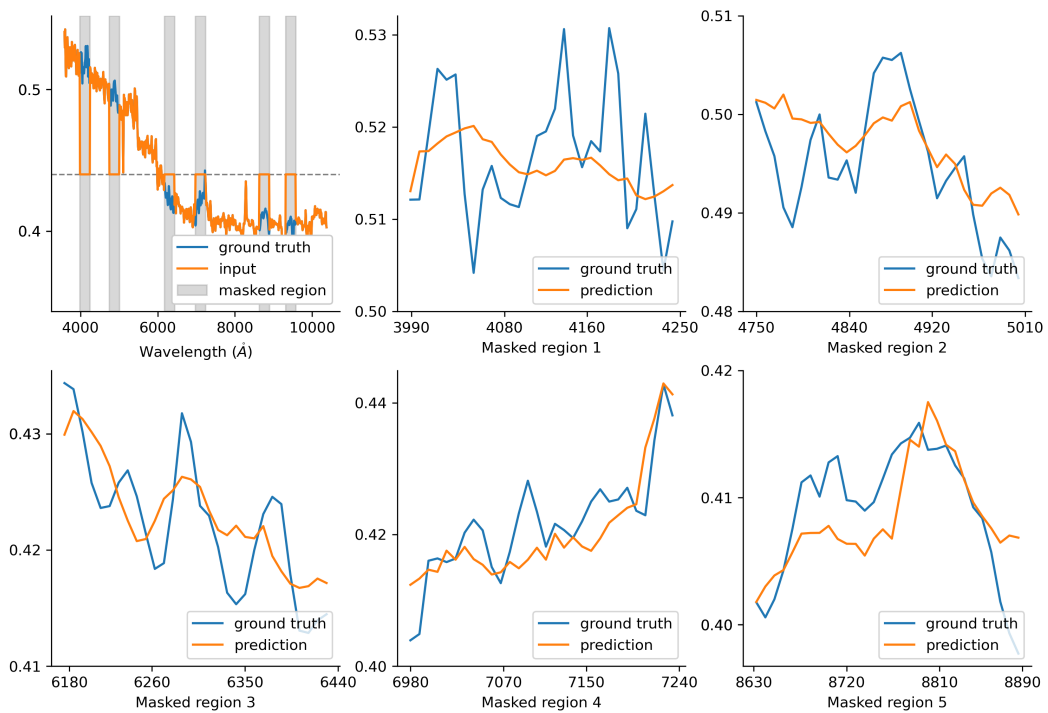 0.5
0.4
4000 6000 8000 10000
Wavelength (Å)
ground truth
input
masked region
0.53
0.52
0.51
0.50
3990 4080 4160 4250
Masked region 1
ground truth
prediction
0.51
0.50
0.49
0.48
4750 4840 4920 5010
Masked region 2
ground truth
prediction
0.43
0.42
0.41
6180 6260 6350 6440
Masked region 3
ground truth
prediction
0.44
0.42
0.40
6980 7070 7150 7240
Masked region 4
ground truth
prediction
0.42
0.41
0.40
8630 8720 8810 8890
Masked region 5
ground truth
prediction